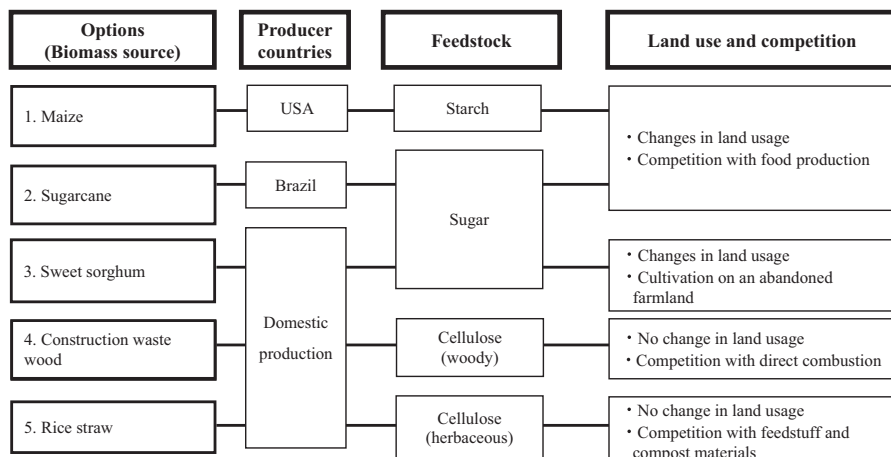 Options
(Biomass source)
Producer
countries
Feedstock
Land use and competition
1. Maize
USA
Starch
・Changes in land usage
・Competition with food production
2. Sugarcane
Brazil
Sugar
3. Sweet sorghum
Domestic
production
・Changes in land usage
・Cultivation on an abandoned
farmland
4. Construction waste
wood
Cellulose
(woody)
・No change in land usage
・Competition with direct combustion
5. Rice straw
Cellulose
(herbaceous)
・No change in land usage
・Competition with feedstuff and
compost materials